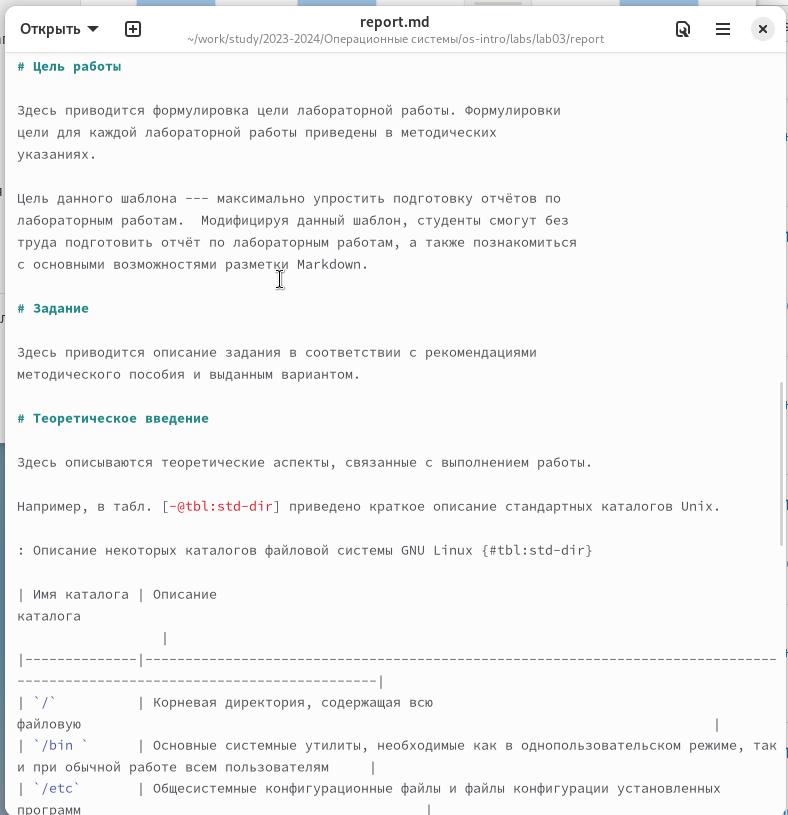 Открыть
report.md
~/work/study/2023-2024/Операционные системы/os-intro/labs/lab03/report
# Цель работы
Здесь приводится формулировка цели лабораторной работы. Формулировки
цели для каждой лабораторной работы приведены в методических
указаниях.
Цель данного шаблона --- максимально упростить подготовку отчётов по
лабораторным работам.  Модифицируя данный шаблон, студенты смогут без
труда подготовить отчёт по лабораторным работам, а также познакомиться
с основными возможностями разметки Markdown.
# Задание
Здесь приводится описание задания в соответствии с рекомендациями
методического пособия и выданным вариантом.
# Теоретическое введение
Здесь описываются теоретические аспекты, связанные с выполнением работы.
Например, в табл. [-@tbl:std-dir] приведено краткое описание стандартных каталогов Unix.
: Описание некоторых каталогов файловой системы GNU Linux {#tbl:std-dir}
| Имя каталога | Описание
каталога
|
|--------------|-------------------------------------------------------------------------------
---------------------------------------------|
| `/`          | Корневая директория, содержащая всю
файловую                                                                               |
| `/bin `      | Основные системные утилиты, необходимые как в однопользовательском режиме, так
и при обычной работе всем пользователям     |
| `/etc`       | Общесистемные конфигурационные файлы и файлы конфигурации установленных
программ                                           |